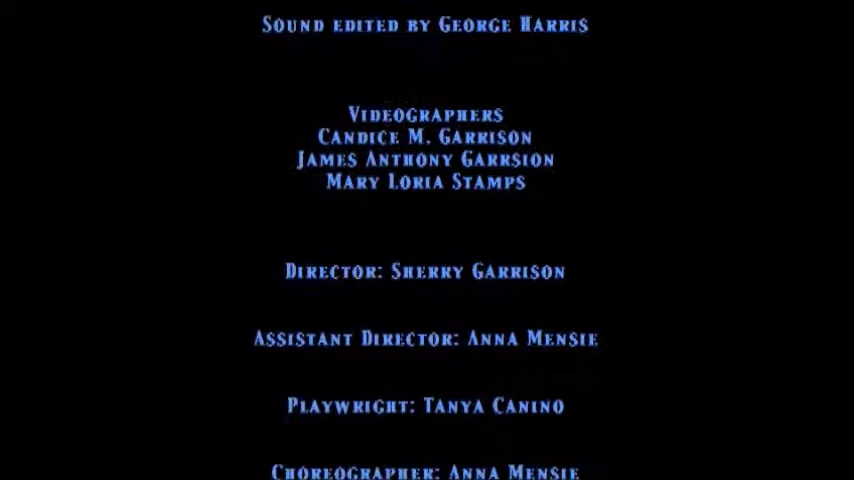 Sound edited by George Harris
Videographers
Candice M. Garrison
James Anthony Garrsion
Mary Loria Stamps
Director: Sherry Garrison
Assistant Director: Anna Mensie
Playwright: Tanya Canino
Choreographer: Anna Mensie